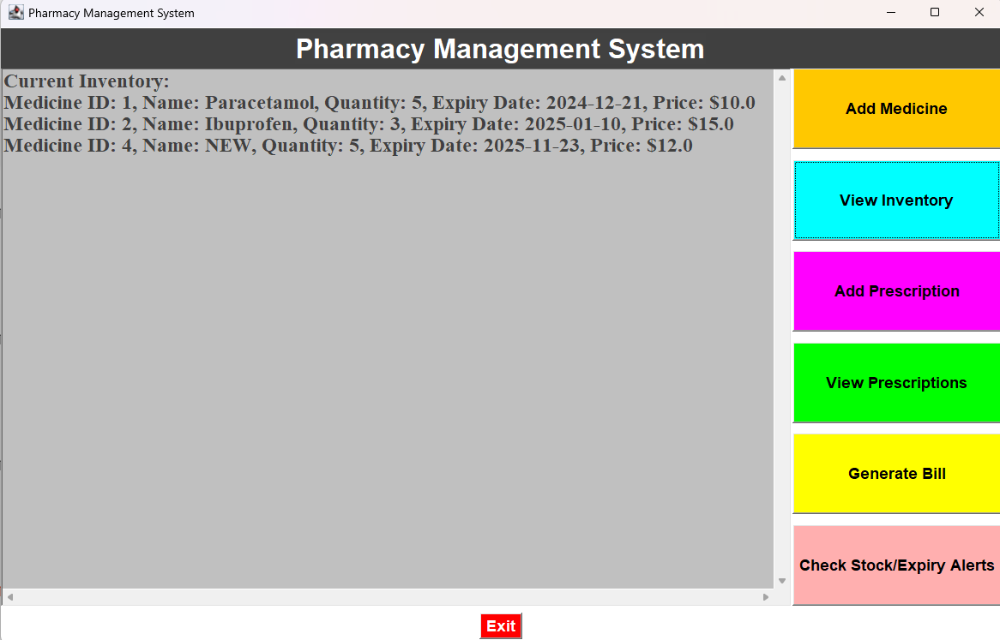 Pharmacy Management System
Pharmacy Management System
Current Inventory:
Medicine ID: 1, Name: Paracetamol, Quantity: 5, Expiry Date: 2024-12-21, Price: $10.0
Medicine ID: 2, Name: Ibuprofen, Quantity: 3, Expiry Date: 2025-01-10, Price: $15.0
Medicine ID: 4, Name: NEW, Quantity: 5, Expiry Date: 2025-11-23, Price: $12.0
Add Medicine
View Inventory
Add Prescription
View Prescriptions
Generate Bill
Check Stock/Expiry Alerts
Exit